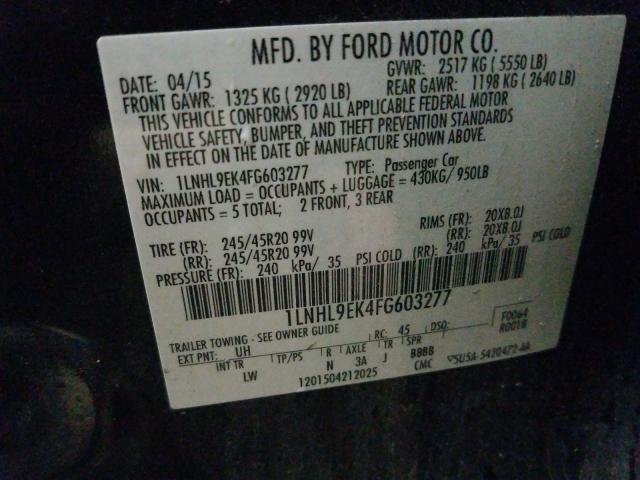 MFD. BY FORD MOTOR CO.
DATE: 04/15 GVWR: 2517 KG ( 5550 LB)
FRONT GAWR: 1325 KG ( 2920 LB) REAR GAWR: 1198 KG ( 2640 LB)
THIS VEHICLE CONFORMS TO ALL APPLICABLE FEDERAL MOTOR
VEHICLE SAFETY, BUMPER, AND THEFT PREVENTION STANDARDS
IN EFFECT ON THE DATE OF MANUFACTURE SHOWN ABOVE.
VIN: 1LNHL9EK4FG603277 TYPE: Passenger Car
MAXIMUM LOAD = OCCUPANTS + LUGGAGE = 430KG/ 950LB
OCCUPANTS = 5 TOTAL; 2 FRONT, 3 REAR
TIRE (FR): 245/45R20 99V RIMS (FR): 20X8.0J
(RR): 245/45R20 99V (RR): 20X8.0J
PRESSURE (FR): 240 kPa/ 35 PSI COLD (RR): 240 kPa/ 35 PSI COLD
1LNHL9EK4FG603277
F0064
TRAILER TOWING - SEE OWNER GUIDE RC: 45 DSO: R0018
EXT PNT: UH INT TR TP/PS R AXLE TR SPR
LW N 3A J BBBB
1201504212025 CMC 5USA-5420472-AA